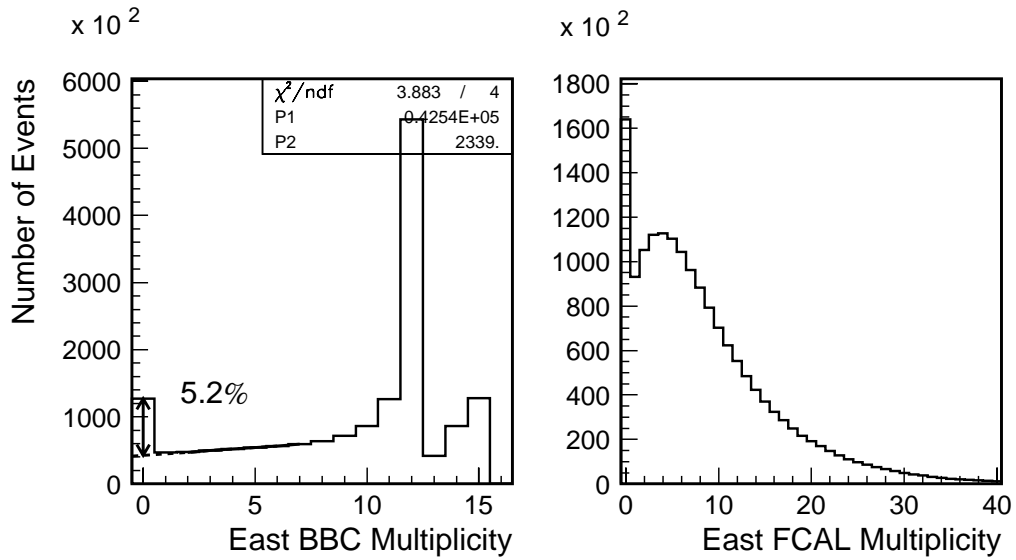 x 10 2
x 10 2
Number of Events
6000
5000
4000
3000
2000
1000
0
χ²/ndf 3.883 / 4
P1 0.4254E+05
P2 2339.
5.2%
0 5 10 15
East BBC Multiplicity
1800
1600
1400
1200
1000
800
600
400
200
0
0 10 20 30 40
East FCAL Multiplicity